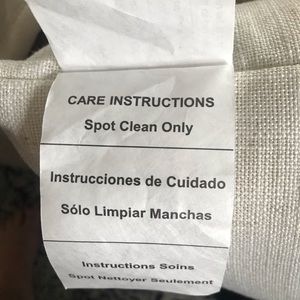 CARE INSTRUCTIONS
Spot Clean Only
Instrucciones de Cuidado
Sólo Limpiar Manchas
Instructions Soins
Spot Nettoyer Seulement